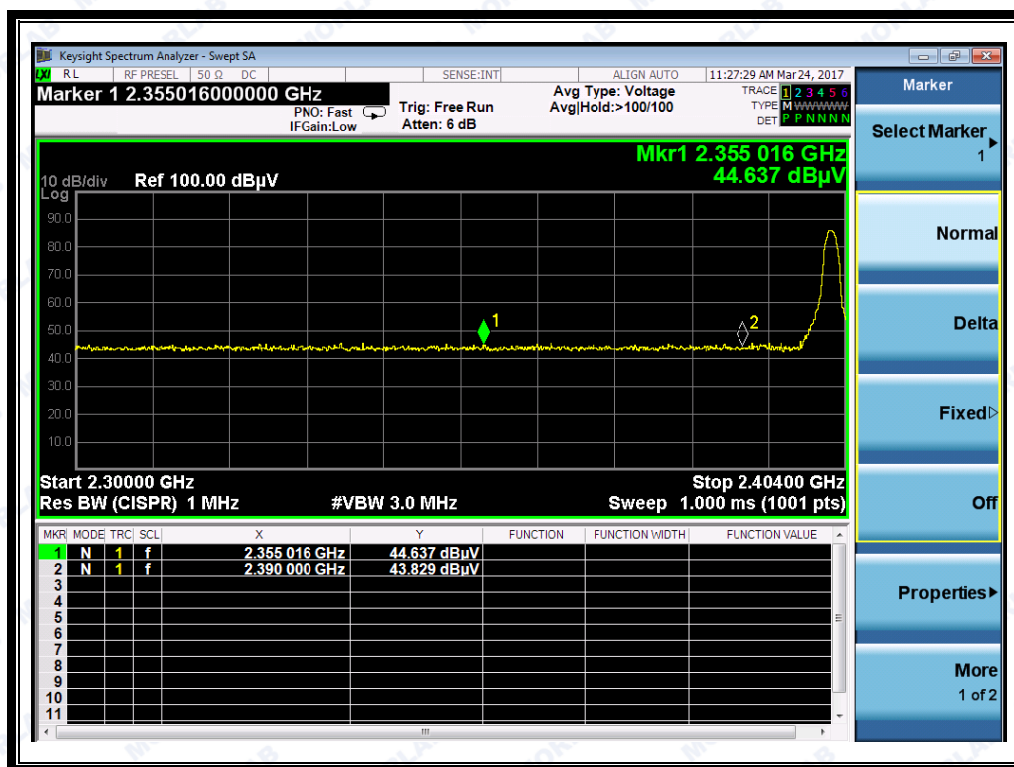 Keysight Spectrum Analyzer - Swept SA
LXI RL RF PRESEL 50 Ω DC SENSE:INT ALIGN AUTO 11:27:29 AM Mar 24, 2017
Marker 1 2.355016000000 GHz
PNO: Fast
IFGain:Low
Trig: Free Run
Atten: 6 dB
Avg Type: Voltage
Avg|Hold:>100/100
TRACE 1 2 3 4 5 6
TYPE M WWWWW
DET P P N N N N
Mkr1 2.355 016 GHz
44.637 dBµV
10 dB/div Ref 100.00 dBµV
Log
90.0
80.0
70.0
60.0
50.0
40.0
30.0
20.0
10.0
1
2
Start 2.30000 GHz Stop 2.40400 GHz
Res BW (CISPR) 1 MHz #VBW 3.0 MHz Sweep 1.000 ms (1001 pts)
MKR MODE TRC SCL X Y FUNCTION FUNCTION WIDTH FUNCTION VALUE
1 N 1 f 2.355 016 GHz 44.637 dBµV
2 N 1 f 2.390 000 GHz 43.829 dBµV
3
4
5
6
7
8
9
10
11
Marker
Select Marker
1
Normal
Delta
Fixed
Off
Properties
More
1 of 2